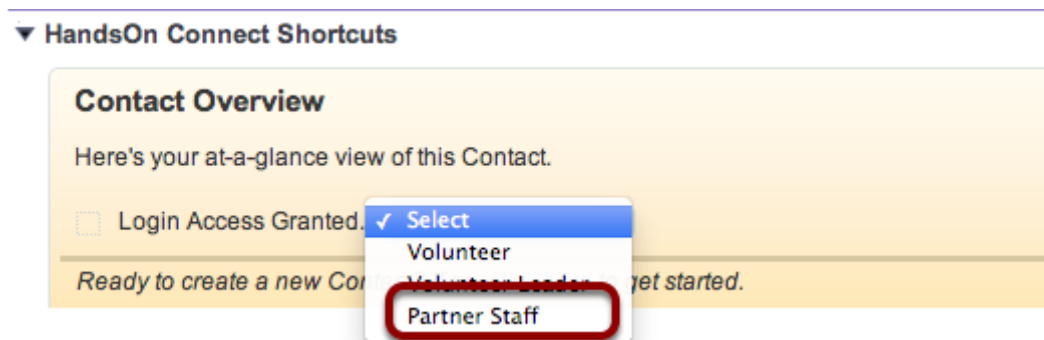 HandsOn Connect Shortcuts
Contact Overview
Here's your at-a-glance view of this Contact.
Login Access Granted.
✓ Select
Volunteer
Volunteer Leader
Partner Staff
Ready to create a new Con get started.